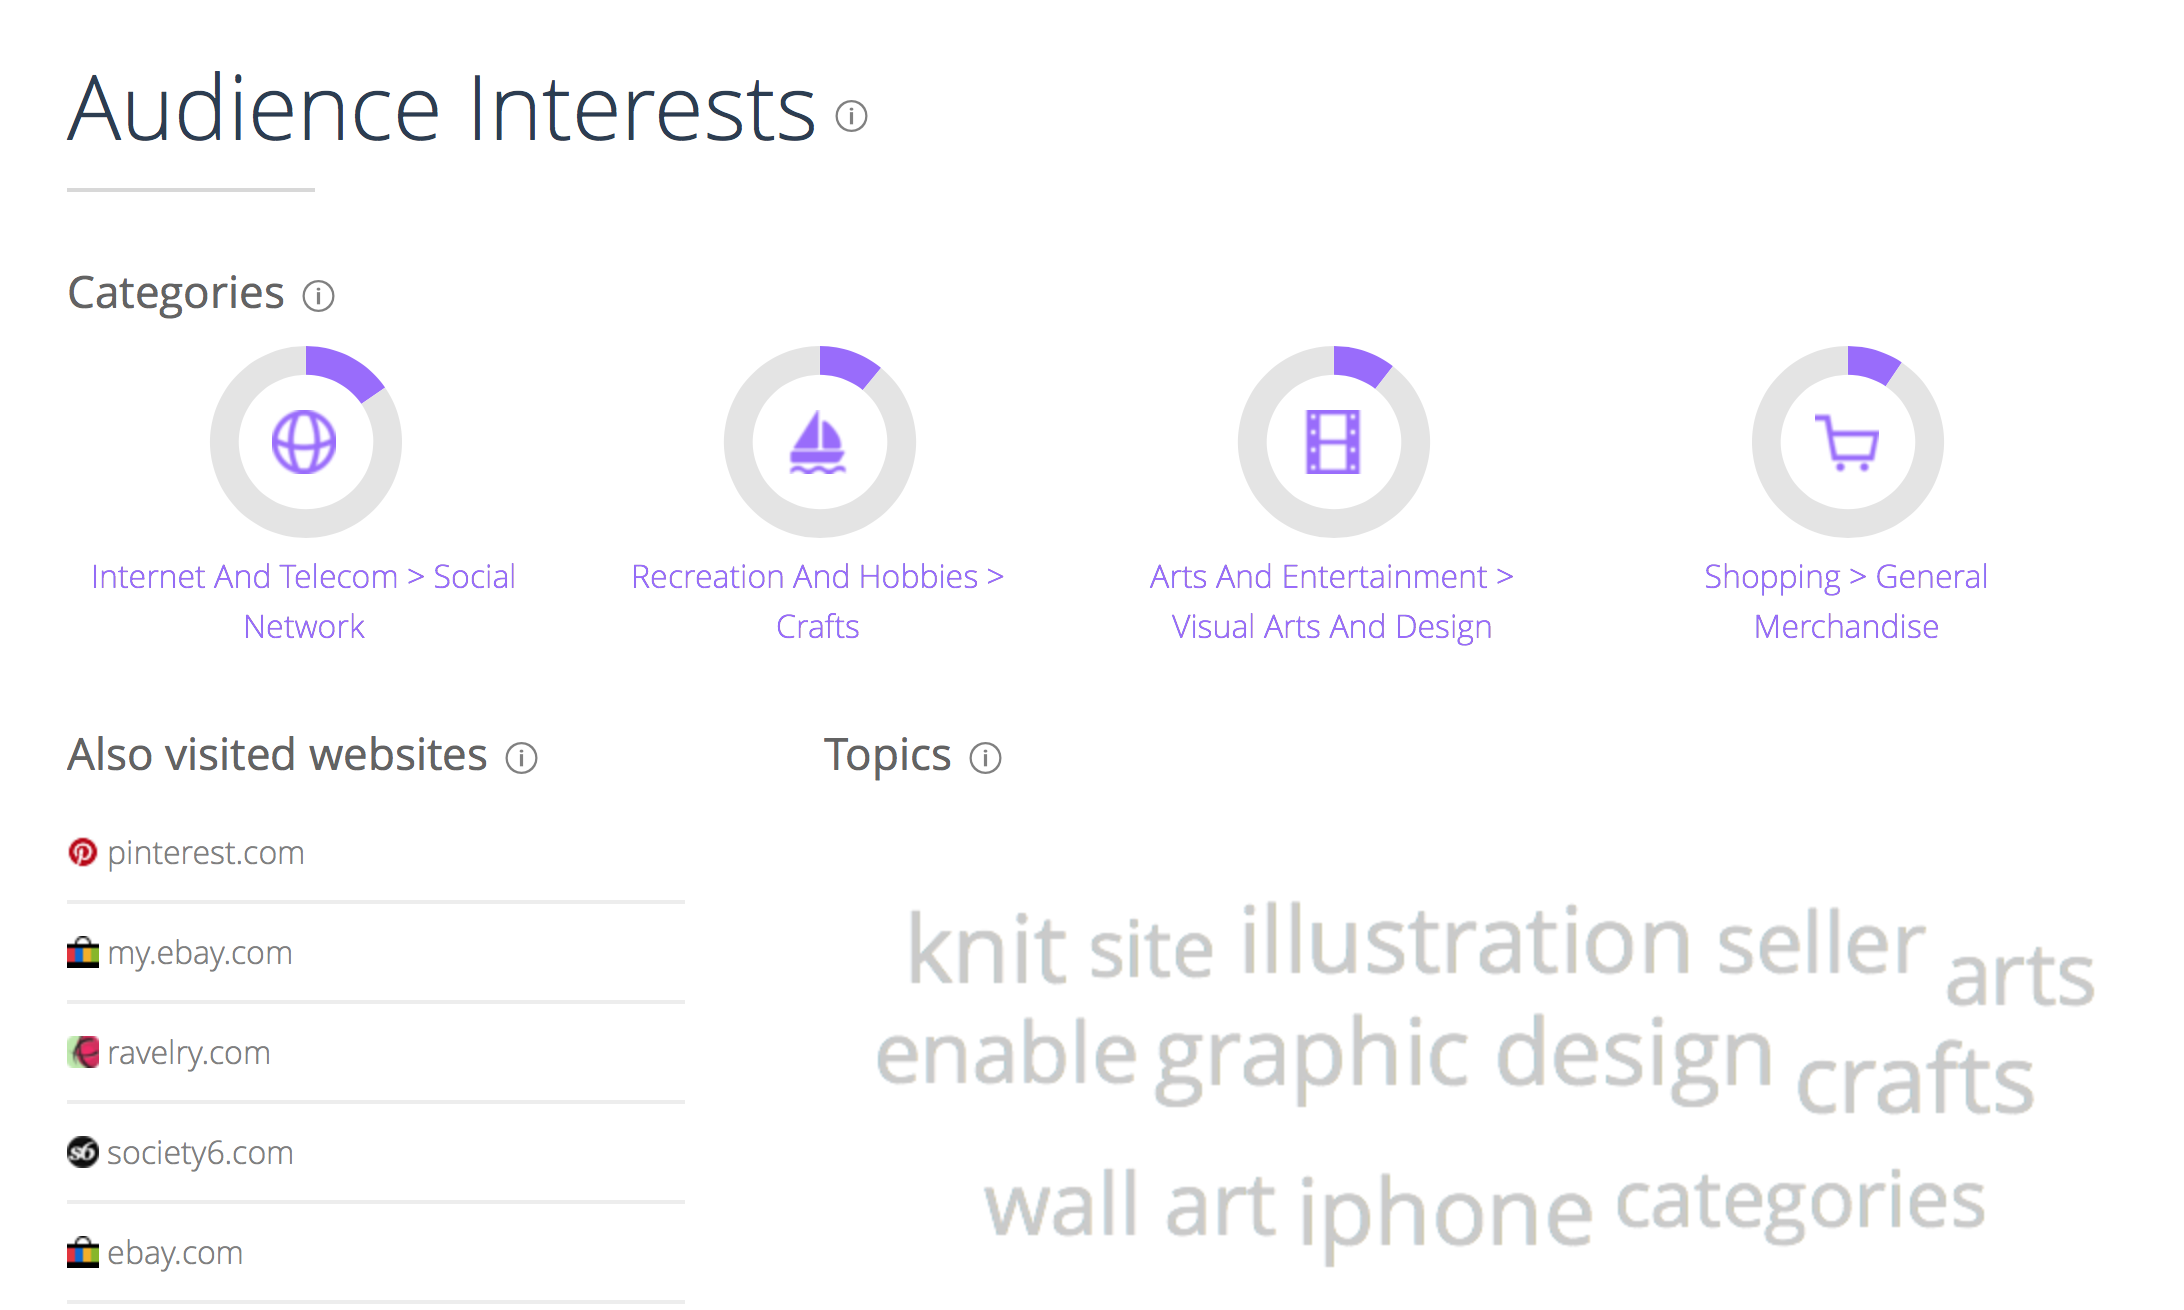 Audience Interests
Categories
Internet And Telecom > Social
Network
Recreation And Hobbies >
Crafts
Arts And Entertainment >
Visual Arts And Design
Shopping > General
Merchandise
Also visited websites
pinterest.com
my.ebay.com
ravelry.com
society6.com
ebay.com
Topics
knit site illustration seller arts
enable graphic design crafts
wall art iphone categories